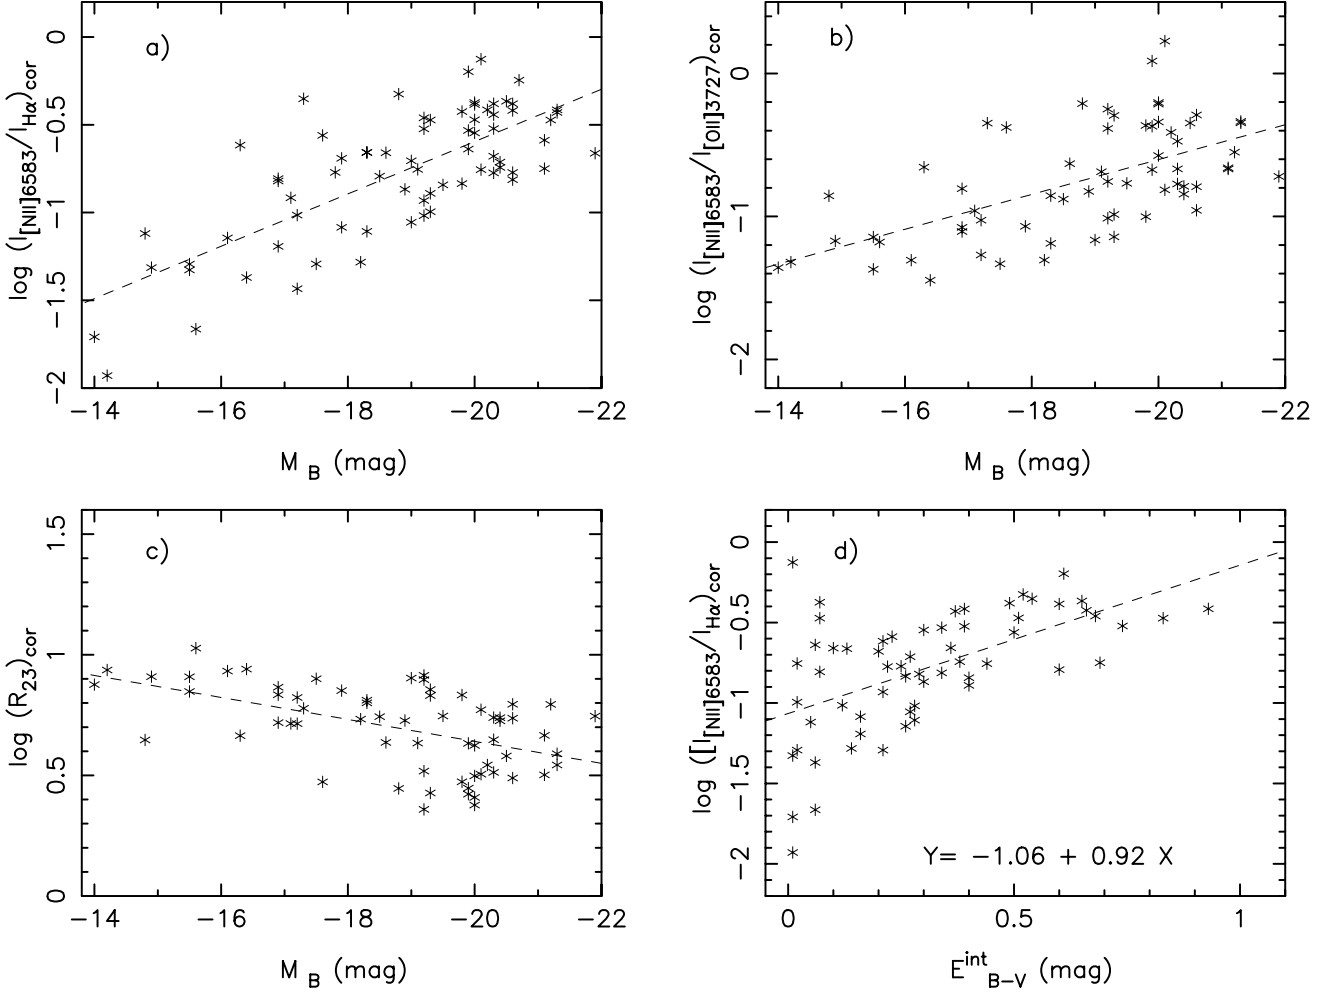 a)
log (I[NII]6583/IHα)cor
0
−0.5
−1
−1.5
−2
−14 −16 −18 −20 −22
M B (mag)
b)
log (I[NII]6583/I[OII]3727)cor
0
−1
−2
−14 −16 −18 −20 −22
M B (mag)
c)
log (R23)cor
1.5
1
0.5
0
−14 −16 −18 −20 −22
M B (mag)
d)
log ([I[NII]6583/IHα)cor
0
−0.5
−1
−1.5
−2
Y= −1.06 + 0.92 X
0 0.5 1
EintB−V (mag)